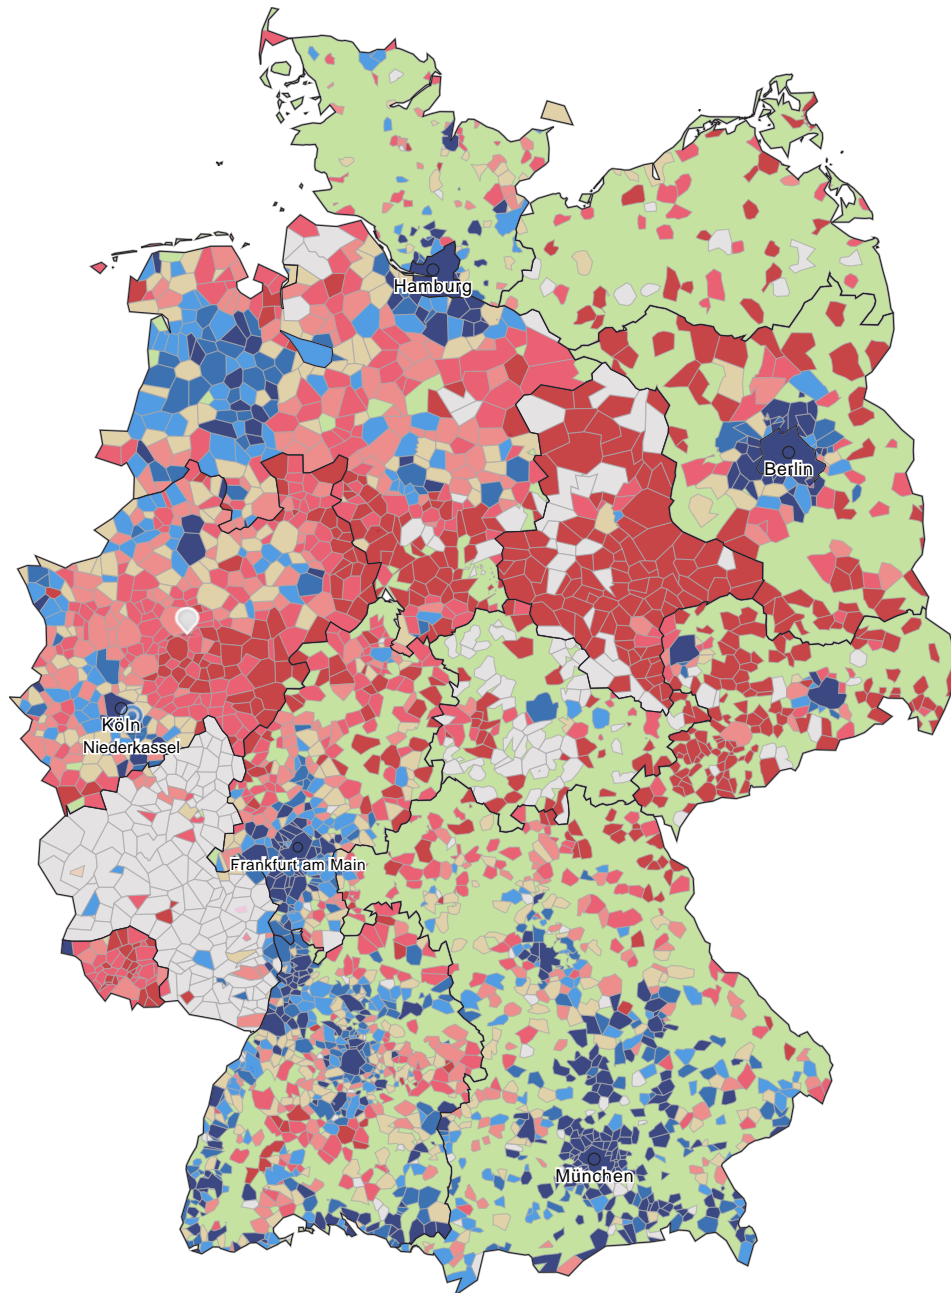 Hamburg
Berlin
Köln
Niederkassel
Frankfurt am Main
München